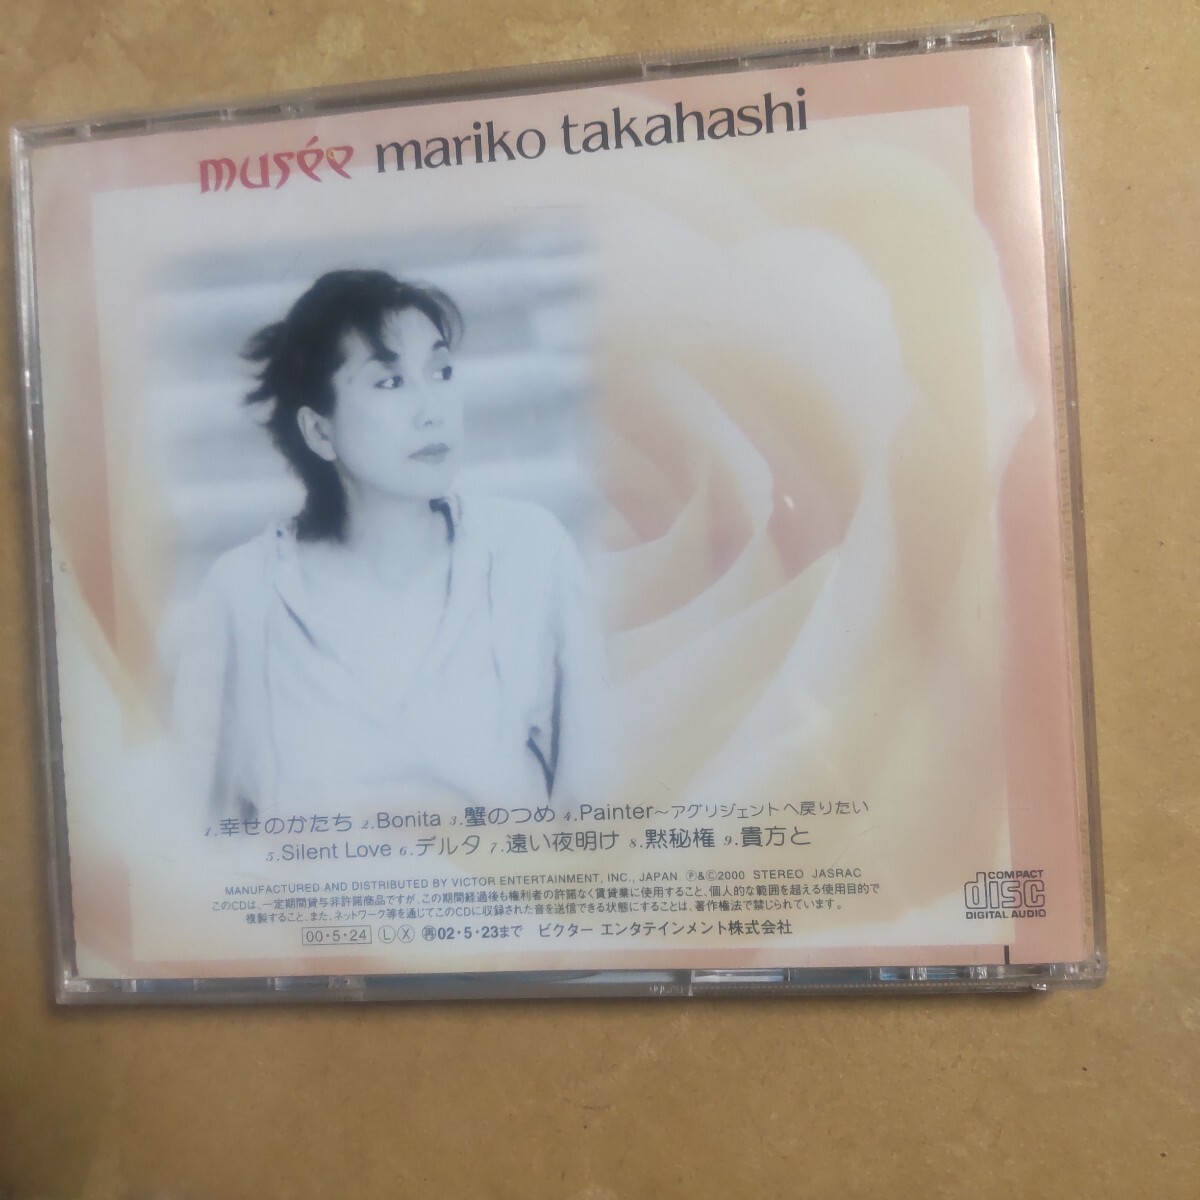 musée mariko takahashi
1.幸せのかたち 2.Bonita 3.蟹のつめ 4.Painter〜アグリジェントへ戻りたい
5.Silent Love 6.デルタ 7.遠い夜明け 8.黙秘権 9.貴方と
MANUFACTURED AND DISTRIBUTED BY VICTOR ENTERTAINMENT, INC., JAPAN Ⓟ&Ⓒ2000 STEREO JASRAC
このCDは、一定期間貸与非許諾商品ですが、この期間経過後も権利者の許諾なく賃貸業に使用すること、個人的な範囲を超える使用目的で
複製すること、また、ネットワーク等を通じてこのCDに収録された音を送信できる状態にすることは、著作権法で禁じられています。
00・5・24 Ⓛ Ⓧ ㊞02・5・23まで ビクター エンタテインメント株式会社
COMPACT
disc
DIGITAL AUDIO